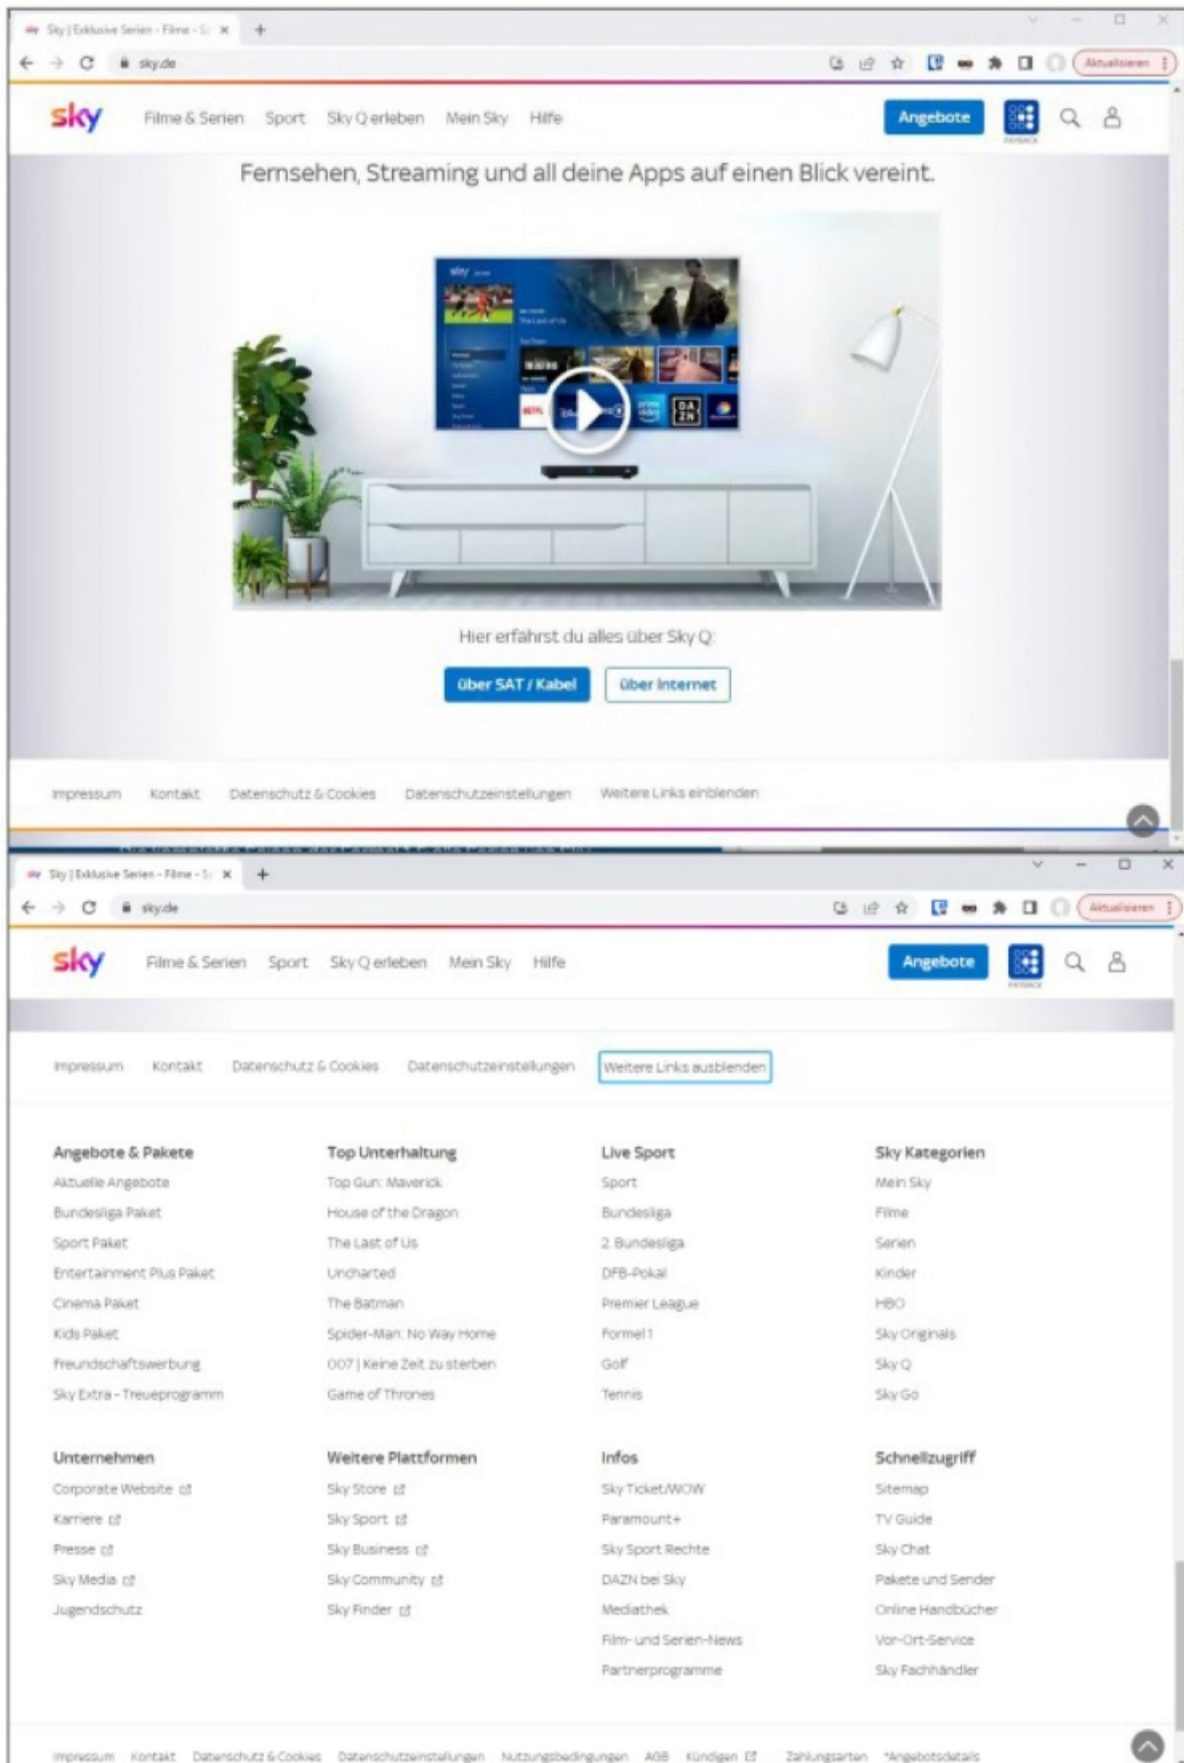 Sky | Exklusive Serien - Filme - S
sky.de
Aktualisieren
sky Filme & Serien Sport Sky Q erleben Mein Sky Hilfe Angebote
PAYBACK
Fernsehen, Streaming und all deine Apps auf einen Blick vereint.
sky
The Last of Us
prime video DAZN
Hier erfährst du alles über Sky Q:
über SAT / Kabel über Internet
Impressum Kontakt Datenschutz & Cookies Datenschutzeinstellungen Weitere Links einblenden
Sky | Exklusive Serien - Filme - S
sky.de
Aktualisieren
sky Filme & Serien Sport Sky Q erleben Mein Sky Hilfe Angebote
PAYBACK
Impressum Kontakt Datenschutz & Cookies Datenschutzeinstellungen Weitere Links ausblenden
Angebote & Pakete
Aktuelle Angebote
Bundesliga Paket
Sport Paket
Entertainment Plus Paket
Cinema Paket
Kids Paket
Freundschaftswerbung
Sky Extra - Treueprogramm
Top Unterhaltung
Top Gun: Maverick
House of the Dragon
The Last of Us
Uncharted
The Batman
Spider-Man: No Way Home
007 | Keine Zeit zu sterben
Game of Thrones
Live Sport
Sport
Bundesliga
2. Bundesliga
DFB-Pokal
Premier League
Formel 1
Golf
Tennis
Sky Kategorien
Mein Sky
Filme
Serien
Kinder
HBO
Sky Originals
Sky Q
Sky Go
Unternehmen
Corporate Website
Karriere
Presse
Sky Media
Jugendschutz
Weitere Plattformen
Sky Store
Sky Sport
Sky Business
Sky Community
Sky Finder
Infos
Sky Ticket/WOW
Paramount+
Sky Sport Rechte
DAZN bei Sky
Mediathek
Film- und Serien-News
Partnerprogramme
Schnellzugriff
Sitemap
TV Guide
Sky Chat
Pakete und Sender
Online Handbücher
Vor-Ort-Service
Sky Fachhändler
Impressum Kontakt Datenschutz & Cookies Datenschutzeinstellungen Nutzungsbedingungen AGB Kündigen Zahlungsarten *Angebotsdetails